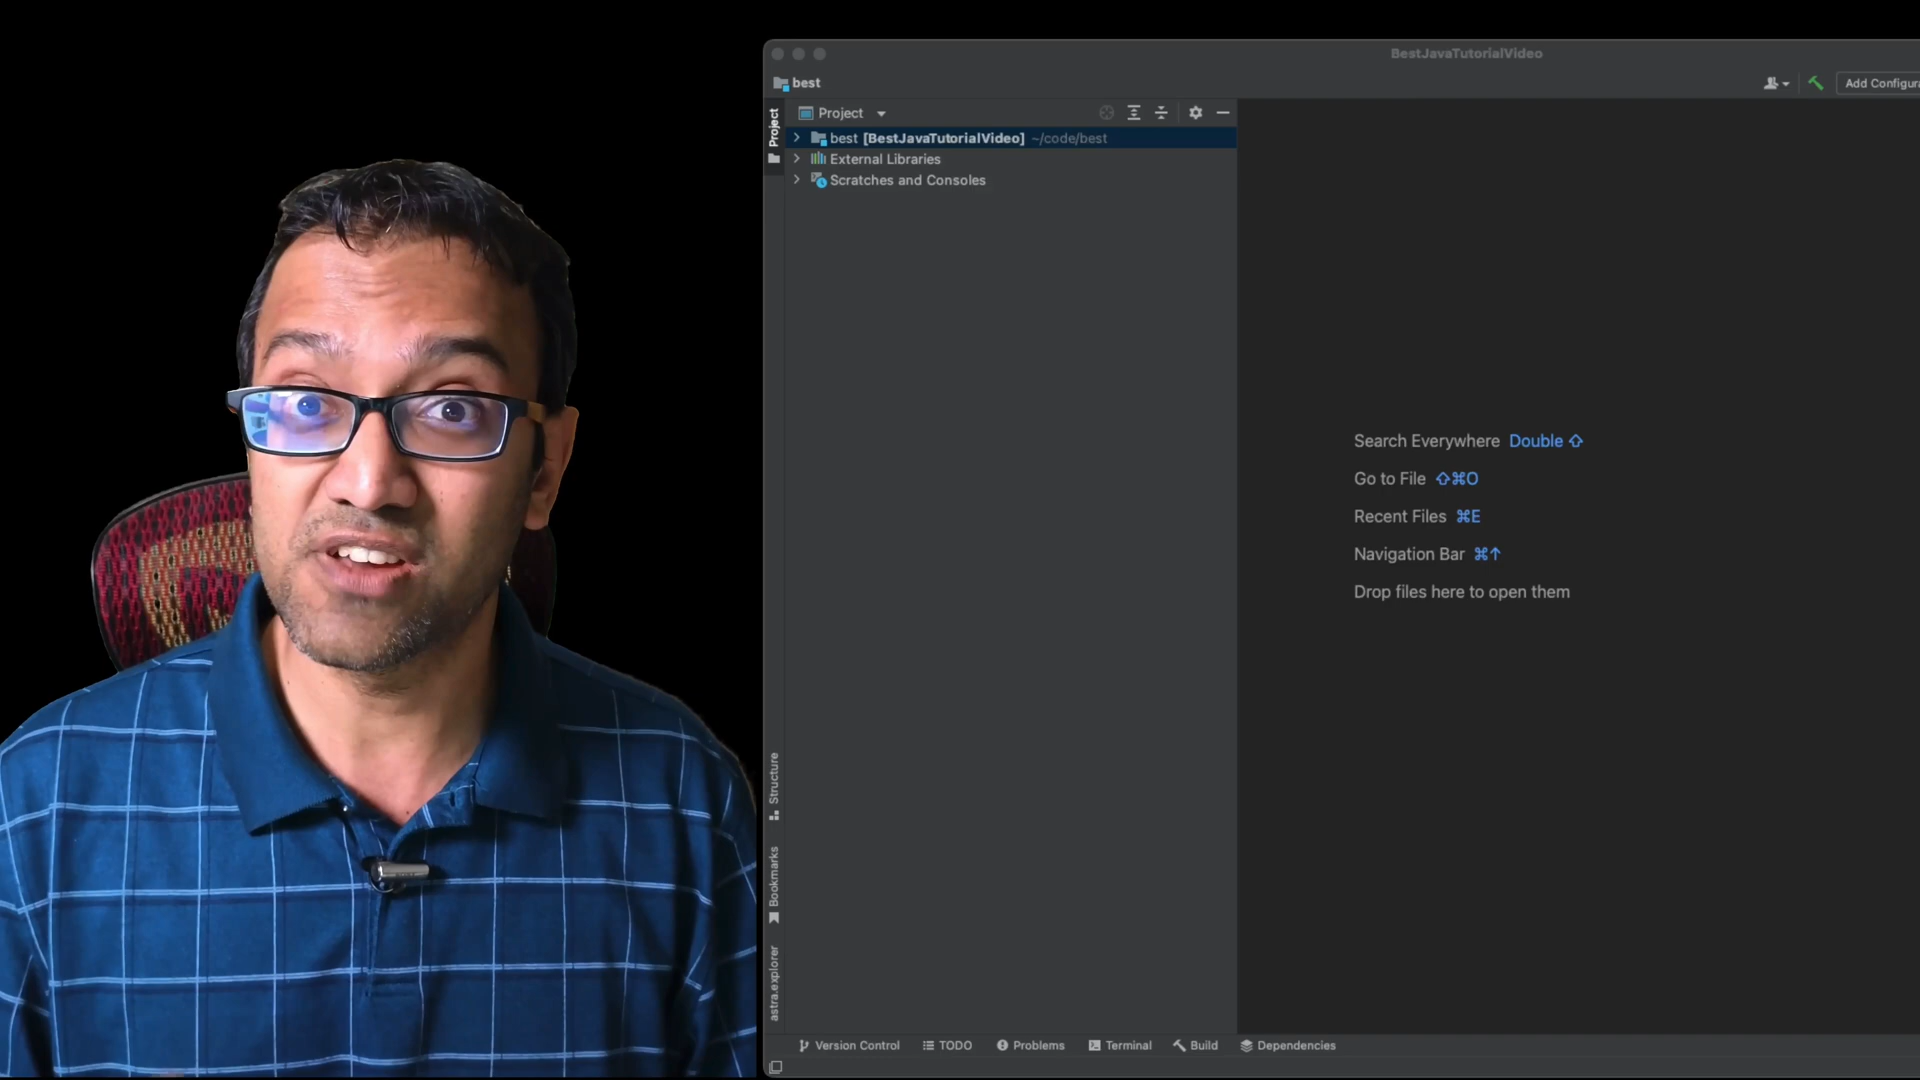 BestJavaTutorialVideo
best
Add Configura
Project
Project
best [BestJavaTutorialVideo] ~/code/best
External Libraries
Scratches and Consoles
Search Everywhere Double ⇧
Go to File ⇧⌘O
Recent Files ⌘E
Navigation Bar ⌘↑
Drop files here to open them
Structure
Bookmarks
astra.explorer
Version Control
TODO
Problems
Terminal
Build
Dependencies